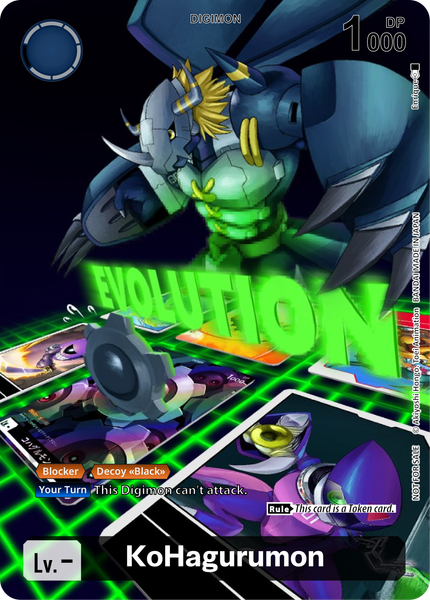 DIGIMON
1000
DP
EVOLUTION
Blocker Decoy «Black»
Your Turn This Digimon can't attack.
Rule This card is a Token card.
Lv.-
KoHagurumon
NOT FOR SALE © Akiyoshi Hongo, Toei Animation BANDAI MADE IN JAPAN